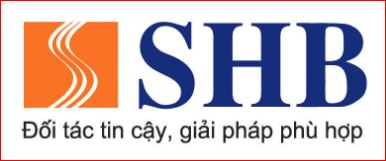 SHB
Đối tác tin cậy, giải pháp phù hợp